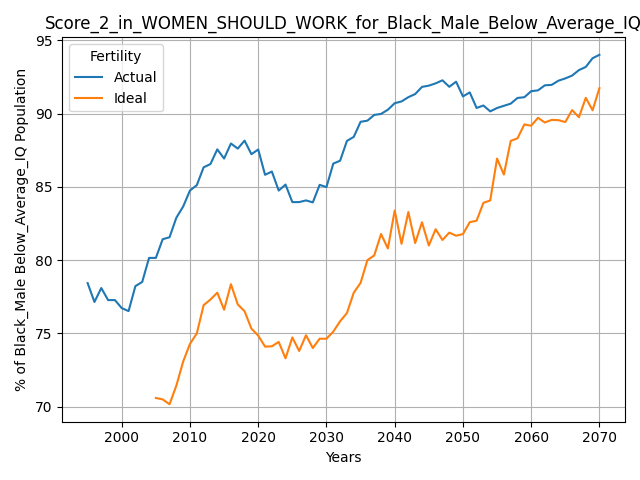 Score_2_in_WOMEN_SHOULD_WORK_for_Black_Male_Below_Average_IQ
% of Black_Male Below_Average_IQ Population
95
90
85
80
75
70
Fertility
Actual
Ideal
2000 2010 2020 2030 2040 2050 2060 2070
Years